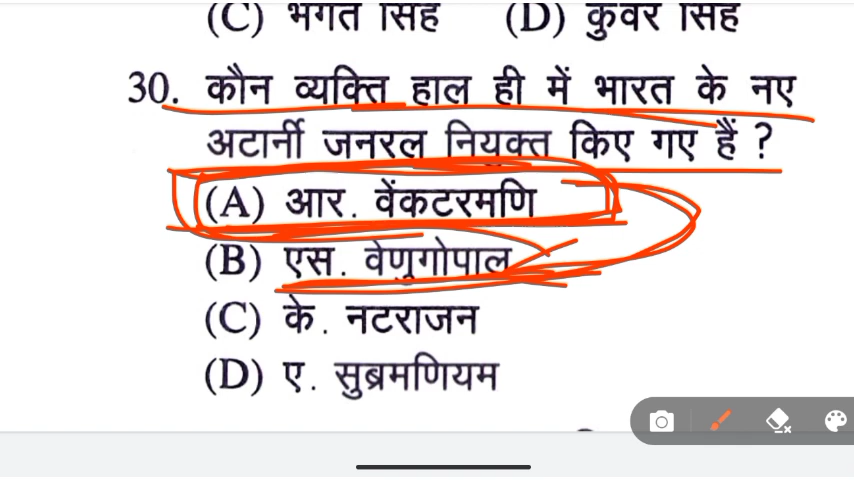 (C) भगत सिंह (D) कुंवर सिंह
30. कौन व्यक्ति हाल ही में भारत के नए
अटार्नी जनरल नियुक्त किए गए हैं ?
(A) आर. वेंकटरमणि
(B) एस. वेणुगोपाल
(C) के. नटराजन
(D) ए. सुब्रमणियम